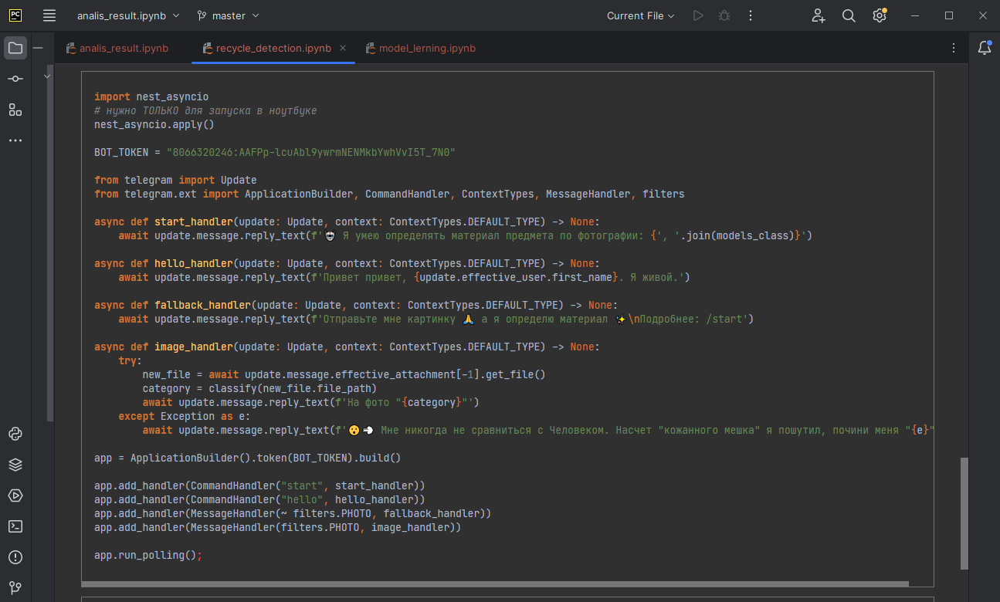 PC analis_result.ipynb master Current File
analis_result.ipynb recycle_detection.ipynb model_lerning.ipynb
import nest_asyncio
# нужно ТОЛЬКО для запуска в ноутбуке
nest_asyncio.apply()
BOT_TOKEN = "8066320246:AAFPp-lcuAbl9ywrmNENMkbYwhVvI5T_7N0"
from telegram import Update
from telegram.ext import ApplicationBuilder, CommandHandler, ContextTypes, MessageHandler, filters
async def start_handler(update: Update, context: ContextTypes.DEFAULT_TYPE) -> None:
await update.message.reply_text(f'🤓 Я умею определять материал предмета по фотографии: {', '.join(models_class)}')
async def hello_handler(update: Update, context: ContextTypes.DEFAULT_TYPE) -> None:
await update.message.reply_text(f'Привет привет, {update.effective_user.first_name}. Я живой.')
async def fallback_handler(update: Update, context: ContextTypes.DEFAULT_TYPE) -> None:
await update.message.reply_text(f'Отправьте мне картинку 🙏 а я определю материал ✨\nПодробнее: /start')
async def image_handler(update: Update, context: ContextTypes.DEFAULT_TYPE) -> None:
try:
new_file = await update.message.effective_attachment[-1].get_file()
category = classify(new_file.file_path)
await update.message.reply_text(f'На фото "{category}"')
except Exception as e:
await update.message.reply_text(f'😮‍💨 Мне никогда не сравниться с Человеком. Насчет "кожанного мешка" я пошутил, почини меня "{e}"
app = ApplicationBuilder().token(BOT_TOKEN).build()
app.add_handler(CommandHandler("start", start_handler))
app.add_handler(CommandHandler("hello", hello_handler))
app.add_handler(MessageHandler(~ filters.PHOTO, fallback_handler))
app.add_handler(MessageHandler(filters.PHOTO, image_handler))
app.run_polling();